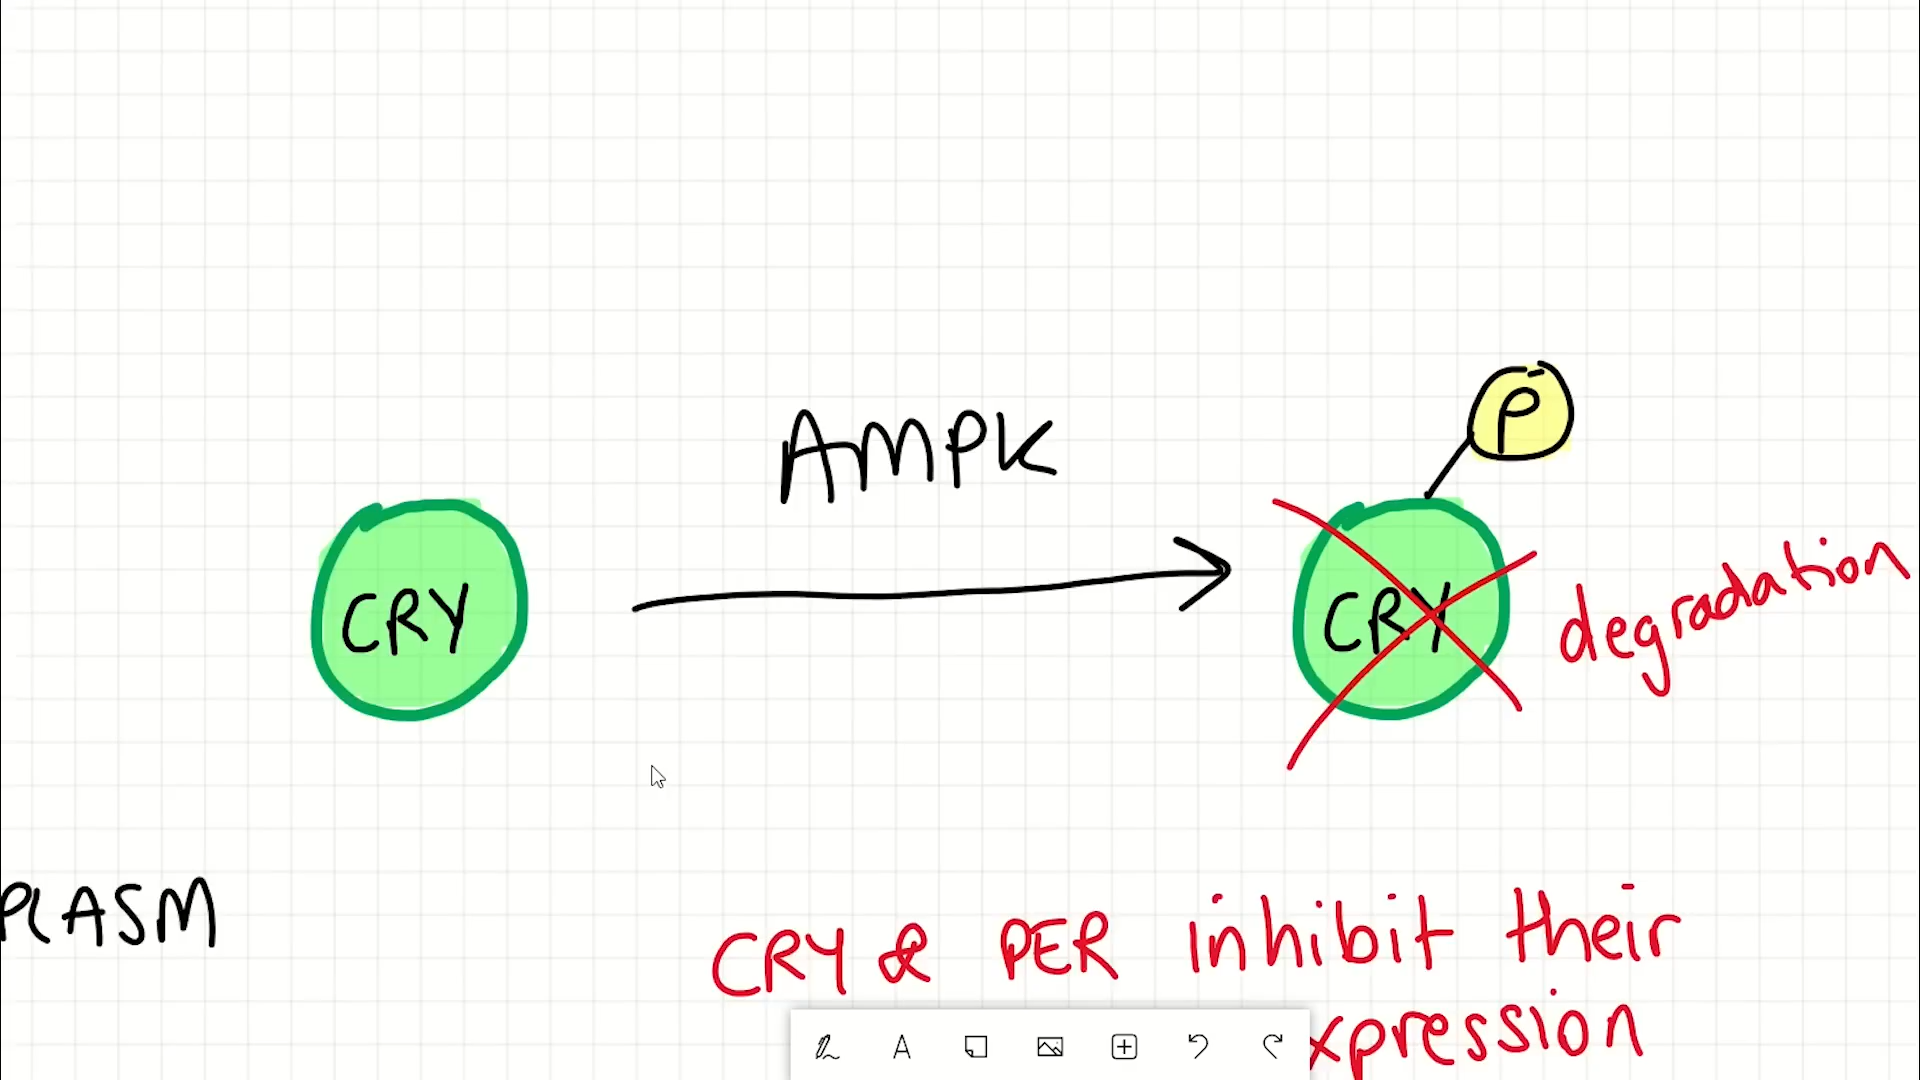 P
AMPK
CRY
CRY
degradation
PLASM
CRY & PER inhibit their
xpression
A